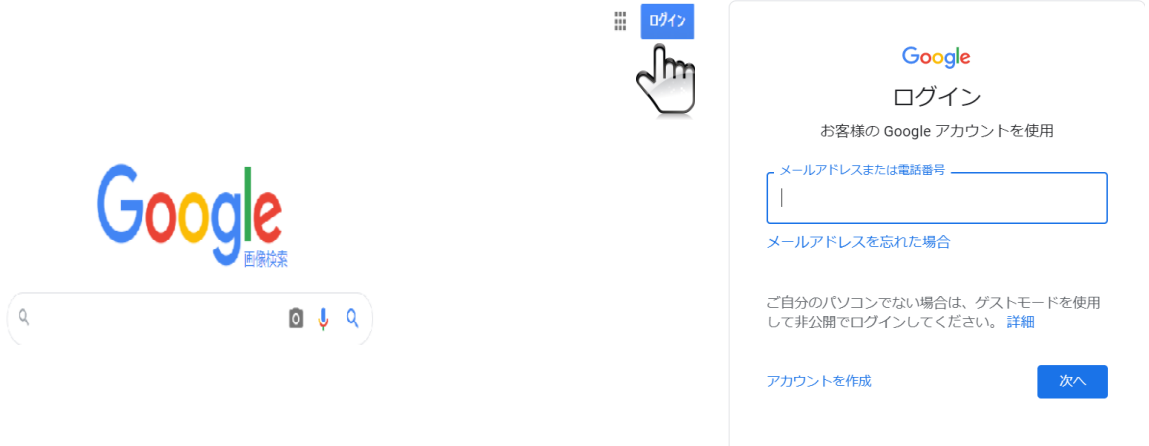 ログイン
Google
画像検索
Google
ログイン
お客様の Google アカウントを使用
メールアドレスまたは電話番号
メールアドレスを忘れた場合
ご自分のパソコンでない場合は、ゲストモードを使用
して非公開でログインしてください。 詳細
アカウントを作成
次へ